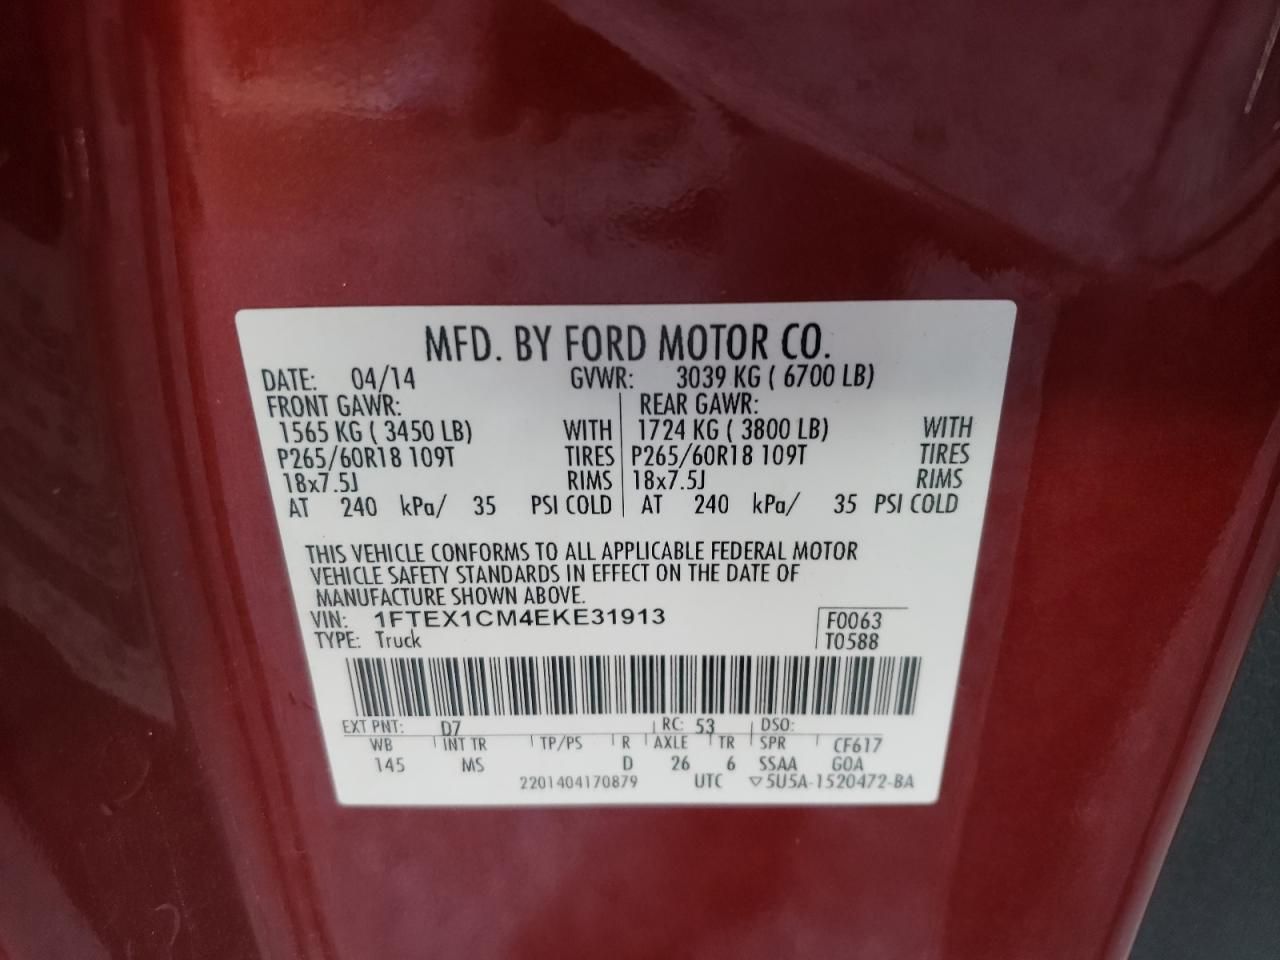 MFD. BY FORD MOTOR CO.
DATE: 04/14 GVWR: 3039 KG ( 6700 LB)
FRONT GAWR: REAR GAWR:
1565 KG ( 3450 LB) WITH 1724 KG ( 3800 LB) WITH
P265/60R18 109T TIRES P265/60R18 109T TIRES
18x7.5J RIMS 18x7.5J RIMS
AT 240 kPa/ 35 PSI COLD AT 240 kPa/ 35 PSI COLD
THIS VEHICLE CONFORMS TO ALL APPLICABLE FEDERAL MOTOR
VEHICLE SAFETY STANDARDS IN EFFECT ON THE DATE OF
MANUFACTURE SHOWN ABOVE.
VIN: 1FTEX1CM4EKE31913 F0063
TYPE: Truck T0588
EXT PNT: D7 RC: 53 DSO:
WB INT TR TP/PS R AXLE TR SPR CF617
145 MS D 26 6 SSAA GOA
2201404170879 UTC ▽5U5A-1520472-BA